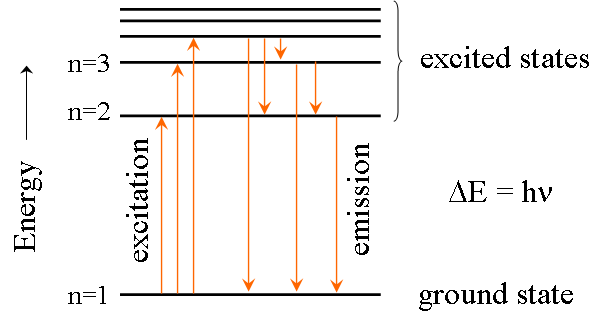 n=3
excited states
n=2
Energy
excitation
emission
ΔE = hν
n=1
ground state